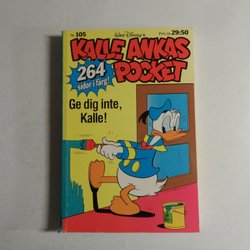 Nr 105
Walt Disney's
29:50
KALLE ANKAS
POCKET
264
sidor i färg!
Ge dig inte,
Kalle!